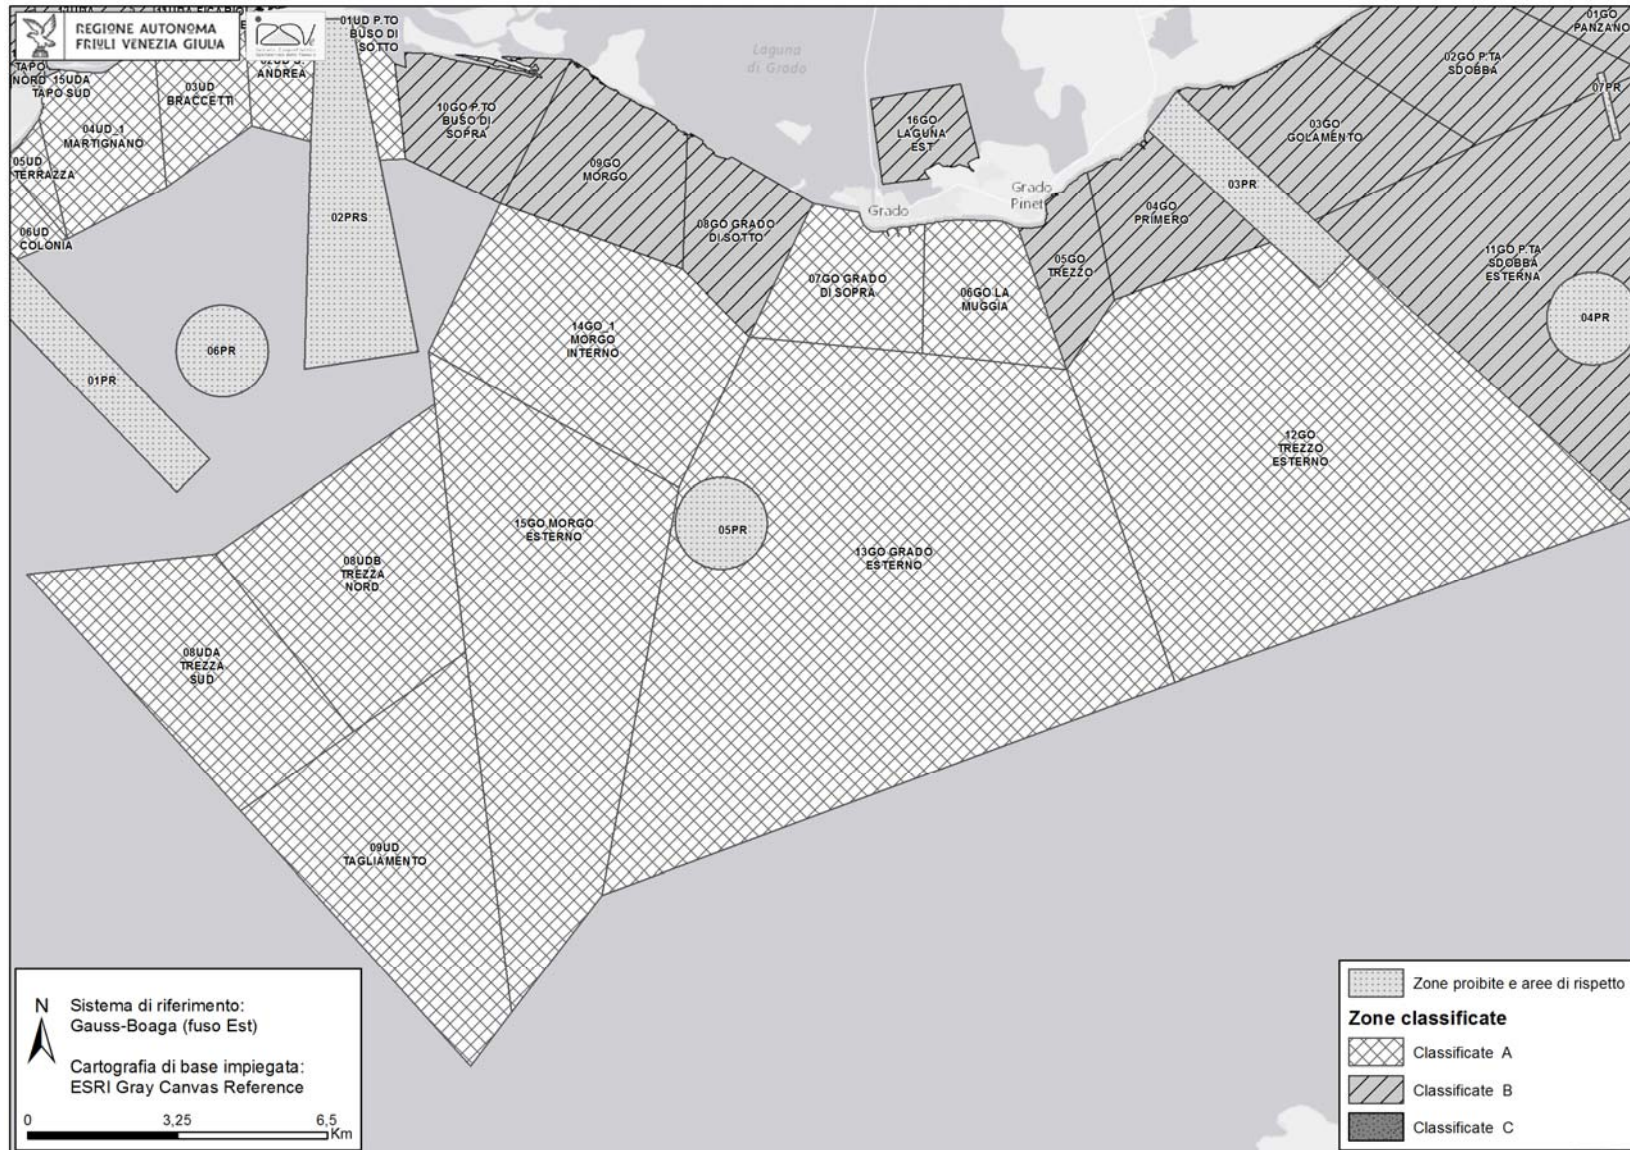 REGIONE AUTONOMA
FRIULI VENEZIA GIULIA
01UD P.TO
BUSO DI
SOTTO
ANDREA
TAPO
NORD
15UDA
TAPO SUD
03UD
BRACCETTI
04UD_1
MARTIGNANO
05UD
TERRAZZA
06UD
COLONIA
10GO P.TO
BUSO DI
SOPRA
09GO
MORGO
08GO GRADO
DI SOTTO
Laguna
di Grado
16GO
LAGUNA
EST
Grado
Grado
Pinet
01GO
PANZANO
02GO P.TA
SDOBBA
07PR
03GO
GOLAMENTO
03PR
04GO
PRIMERO
05GO
TREZZO
11GO P.TA
SDOBBA
ESTERNA
04PR
07GO GRADO
DI SOPRA
06GO LA
MUGGIA
02PRS
06PR
01PR
14GO_1
MORGO
INTERNO
12GO
TREZZO
ESTERNO
15GO MORGO
ESTERNO
05PR
13GO GRADO
ESTERNO
08UDB
TREZZA
NORD
08UDA
TREZZA
SUD
09UD
TAGLIAMENTO
N
Sistema di riferimento:
Gauss-Boaga (fuso Est)
Cartografia di base impiegata:
ESRI Gray Canvas Reference
0 3,25 6,5
Km
Zone proibite e aree di rispetto
Zone classificate
Classificate A
Classificate B
Classificate C